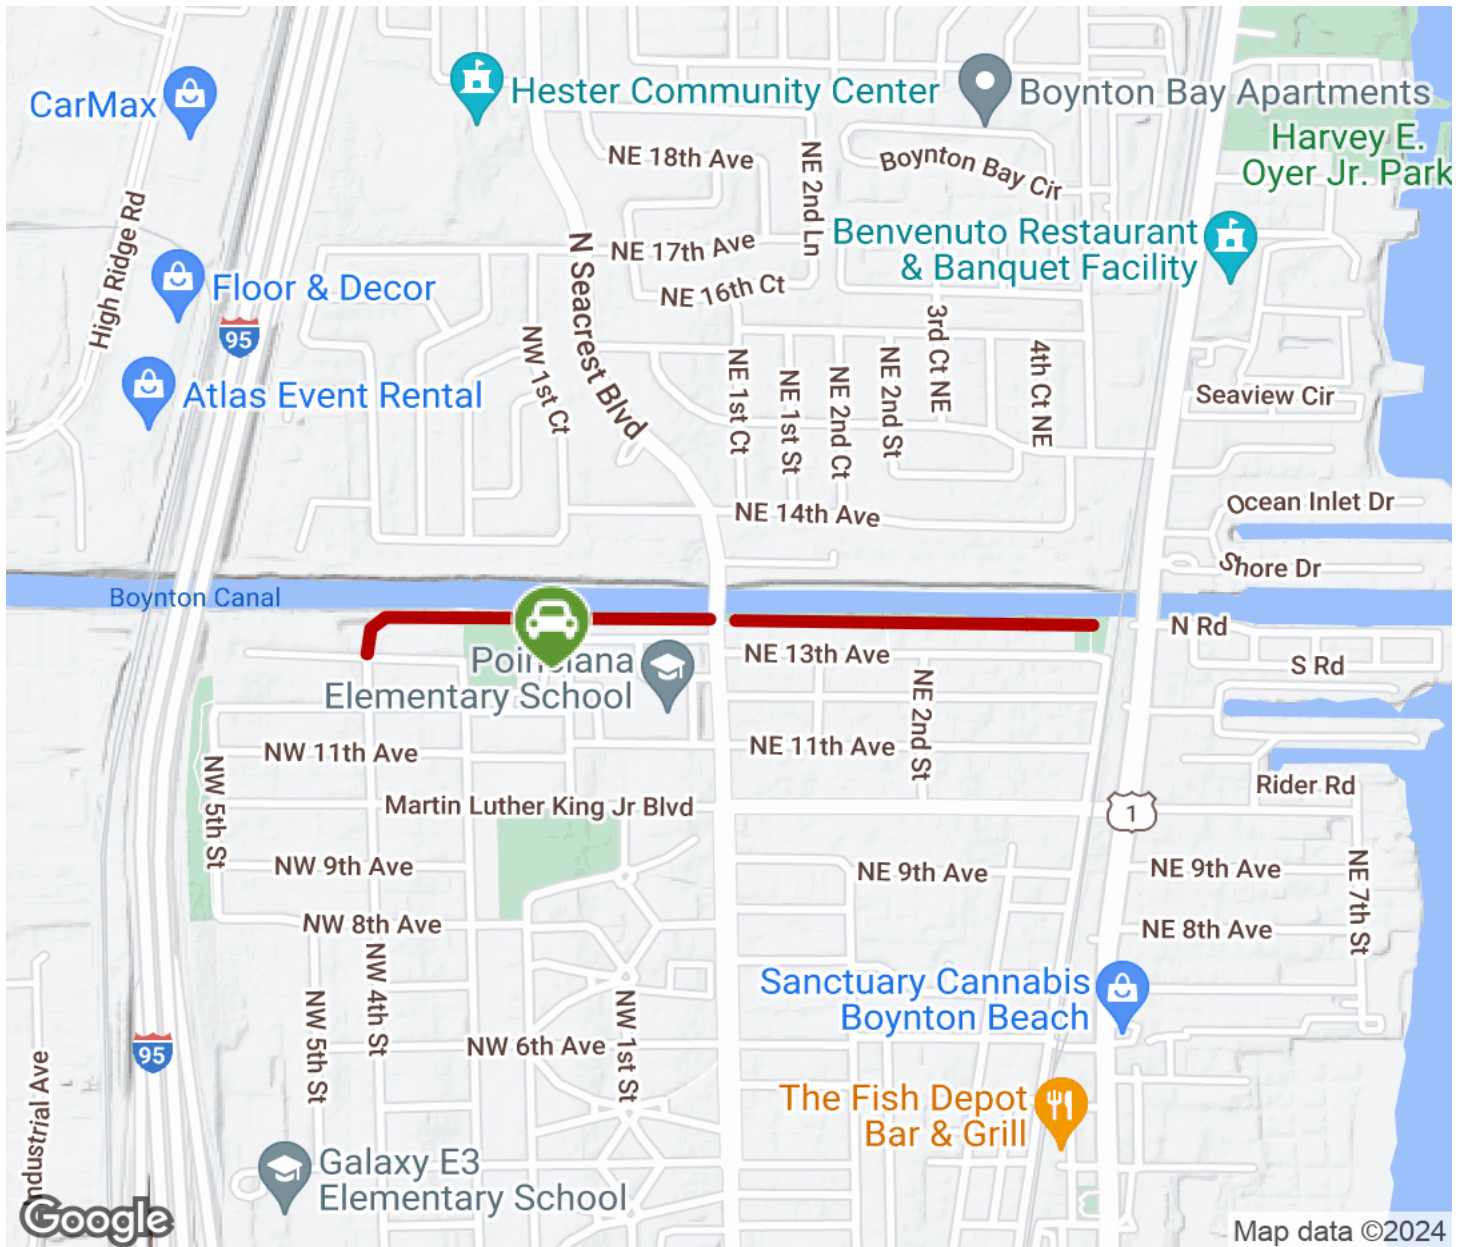 CarMax
Hester Community Center
Boynton Bay Apartments
Harvey E.
Oyer Jr. Park
NE 18th Ave
NE 2nd Ln
Boynton Bay Cir
High Ridge Rd
N Seacrest Blvd
NE 17th Ave
Benvenuto Restaurant
& Banquet Facility
Floor & Decor
NE 16th Ct
95
NW 1st Ct
3rd Ct NE
4th Ct NE
Atlas Event Rental
NE 1st Ct
NE 1st St
NE 2nd Ct
NE 2nd St
Seaview Cir
NE 14th Ave
Ocean Inlet Dr
Shore Dr
Boynton Canal
N Rd
Poinciana
Elementary School
NE 13th Ave
S Rd
NE 2nd St
NW 11th Ave
NE 11th Ave
NW 5th St
Martin Luther King Jr Blvd
1
Rider Rd
NW 9th Ave
NE 9th Ave
NE 9th Ave
NE 7th St
NW 8th Ave
NE 8th Ave
NW 4th St
NW 5th St
NW 1st St
Sanctuary Cannabis
Boynton Beach
95
NW 6th Ave
Industrial Ave
The Fish Depot
Bar & Grill
Galaxy E3
Elementary School
Google
Map data ©2024